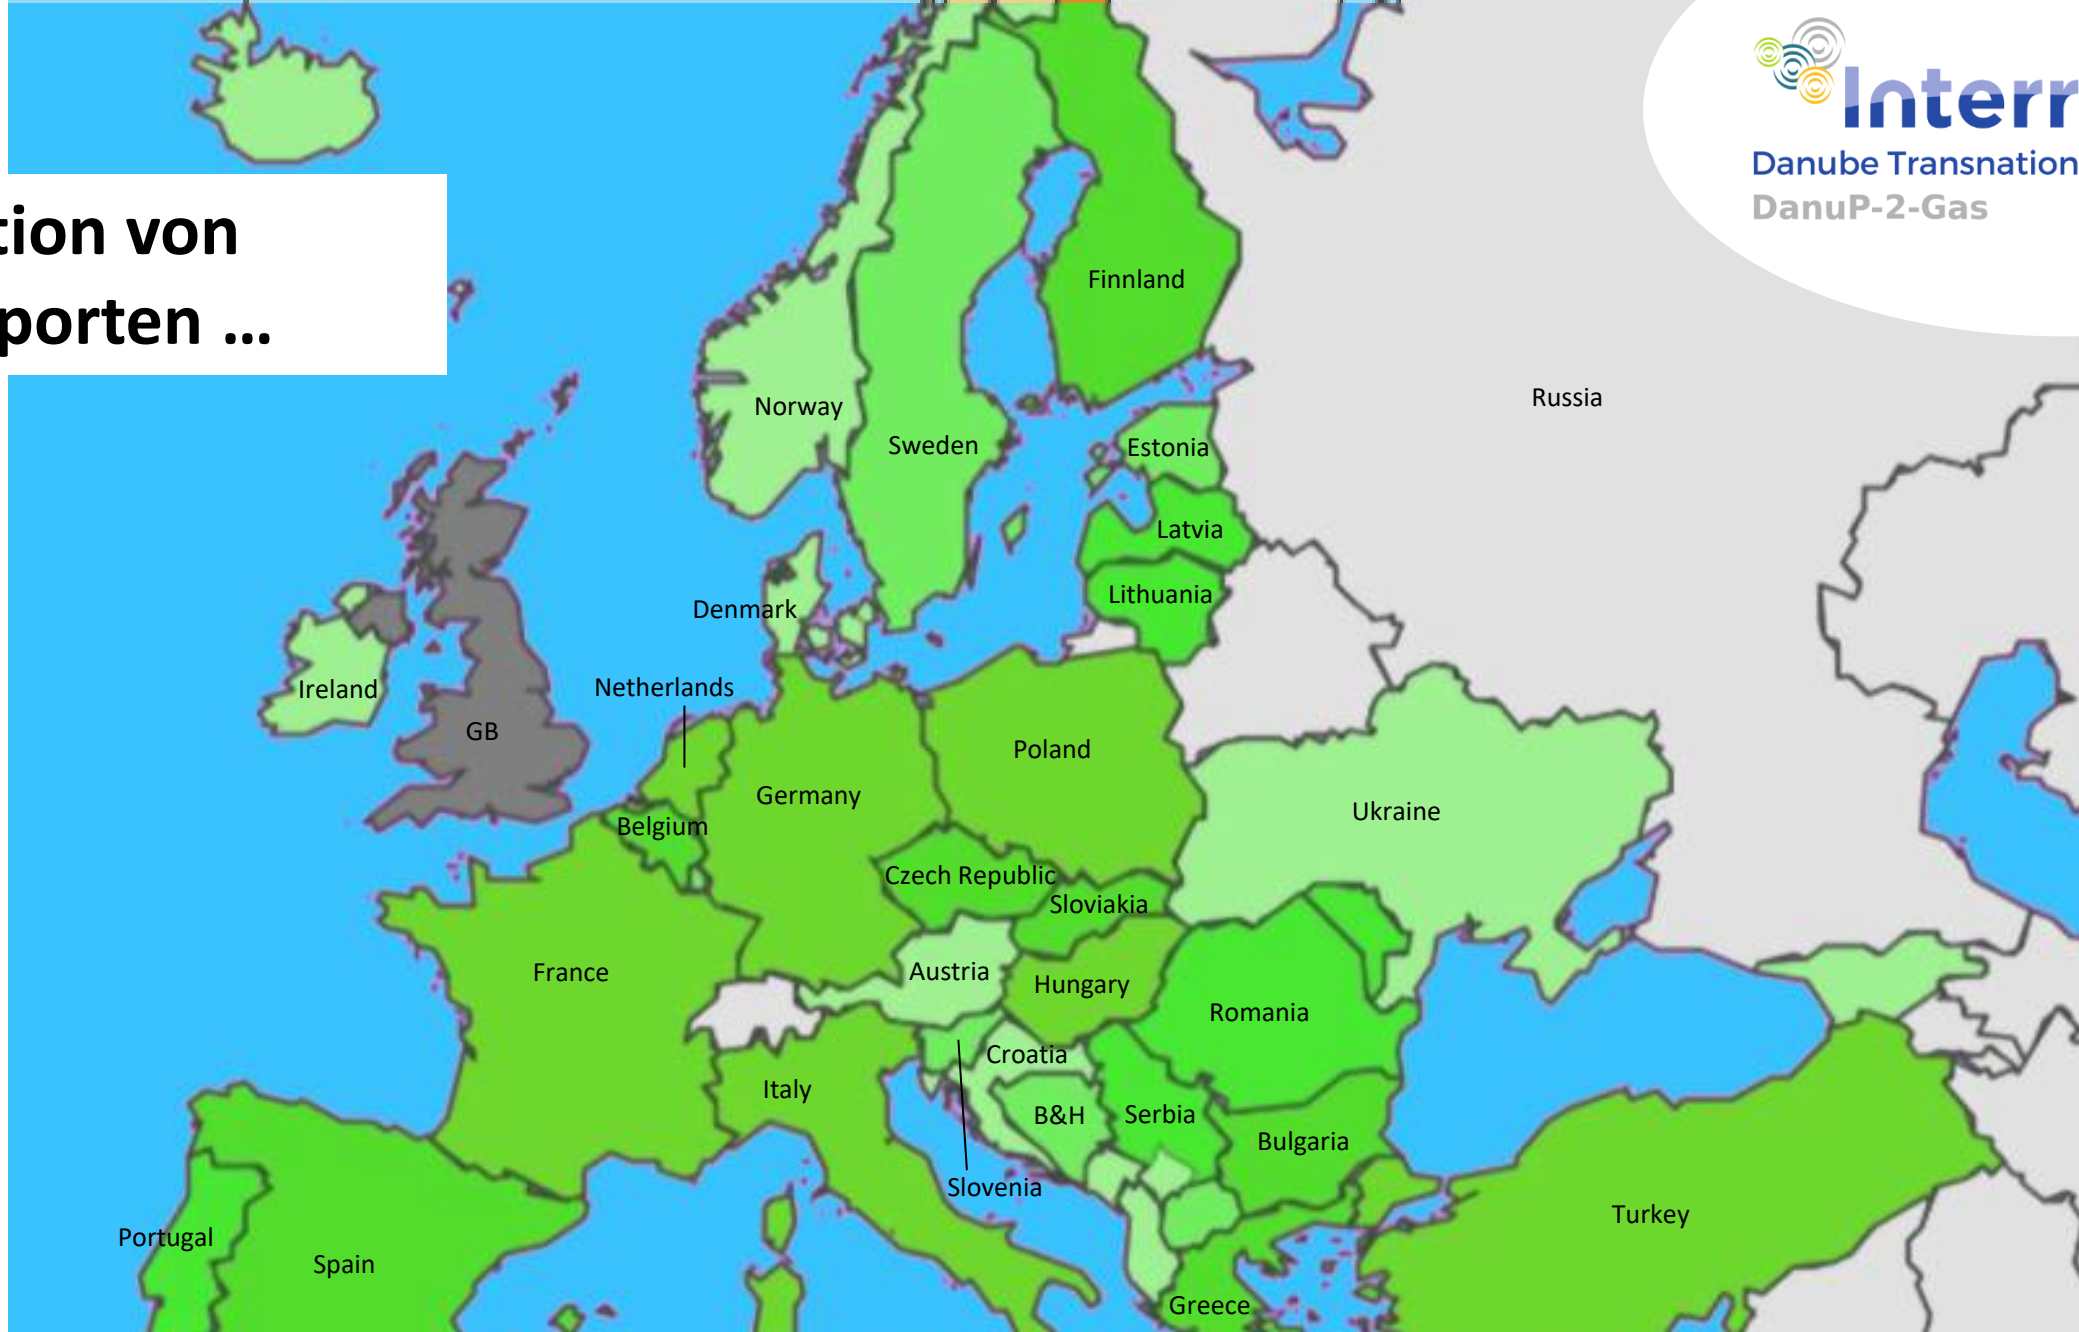 Interr
Danube Transnation
DanuP-2-Gas
tion von
porten ...
Finnland
Russia
Norway
Sweden
Estonia
Latvia
Lithuania
Denmark
Netherlands
Ireland
GB
Poland
Germany
Ukraine
Belgium
Czech Republic
Sloviakia
France
Austria
Hungary
Romania
Croatia
Italy
B&H
Serbia
Bulgaria
Slovenia
Portugal
Turkey
Spain
Greece